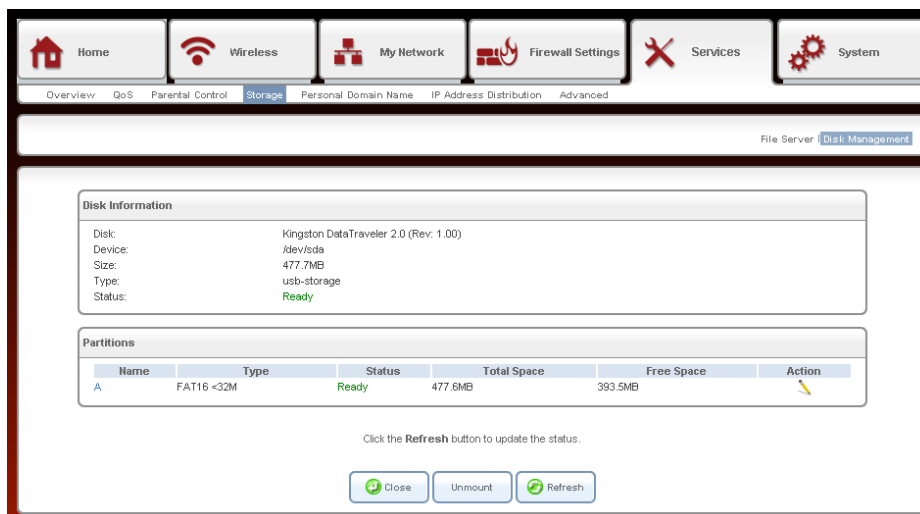 Home Wireless My Network Firewall Settings Services System
Overview QoS Parental Control Storage Personal Domain Name IP Address Distribution Advanced
File Server | Disk Management
Disk Information
Disk: Kingston DataTraveler 2.0 (Rev: 1.00)
Device: /dev/sda
Size: 477.7MB
Type: usb-storage
Status: Ready
Partitions
Name Type Status Total Space Free Space Action
A FAT16 <32M Ready 477.6MB 393.5MB
Click the Refresh button to update the status.
Close Unmount Refresh